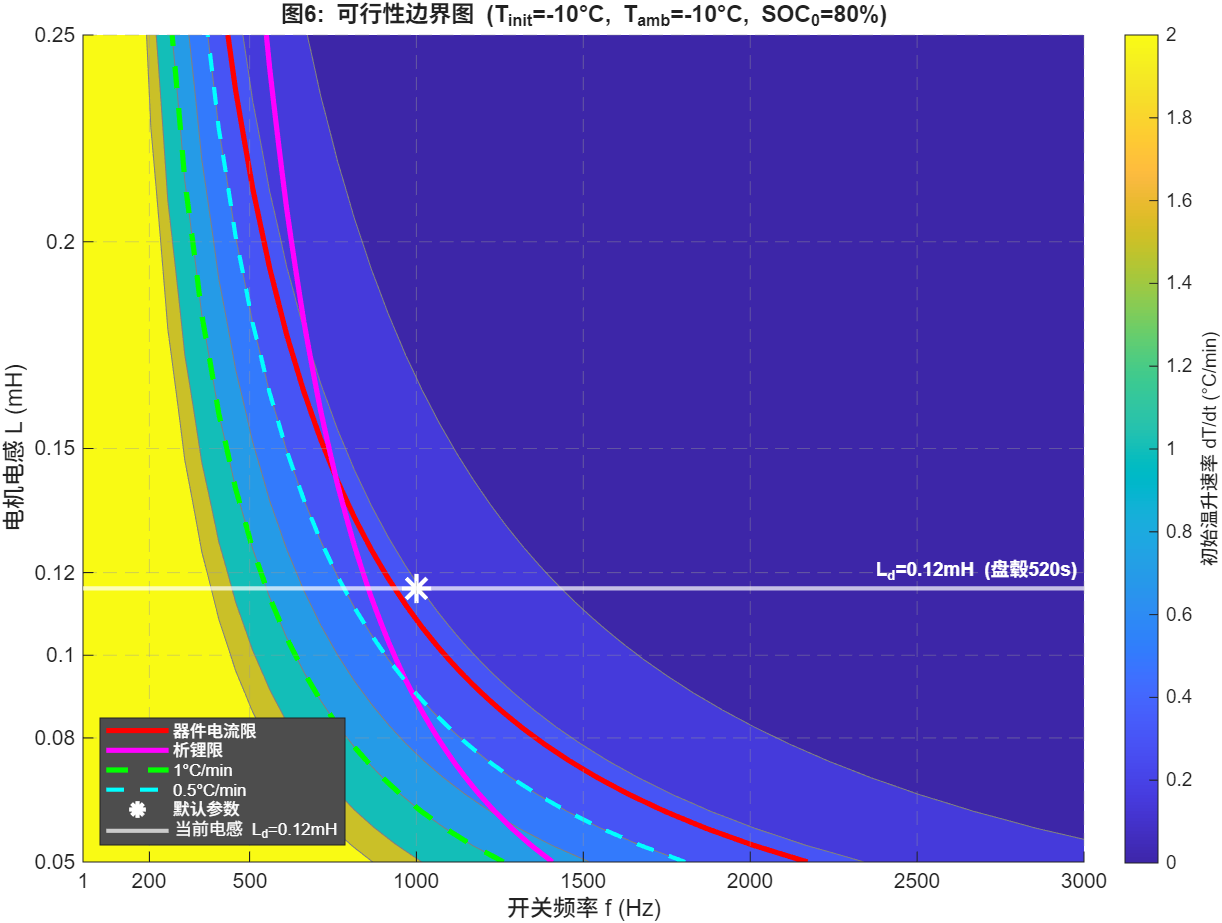 图6: 可行性边界图 (Tinit=-10°C, Tamb=-10°C, SOC0=80%)
0.25
0.2
0.15
0.12
0.1
0.08
0.05
电机电感 L (mH)
Ld=0.12mH (盘毂520s)
器件电流限
析锂限
1°C/min
0.5°C/min
默认参数
当前电感 Ld=0.12mH
1 200 500 1000 1500 2000 2500 3000
开关频率 f (Hz)
2
1.8
1.6
1.4
1.2
1
0.8
0.6
0.4
0.2
0
初始温升速率 dT/dt (°C/min)